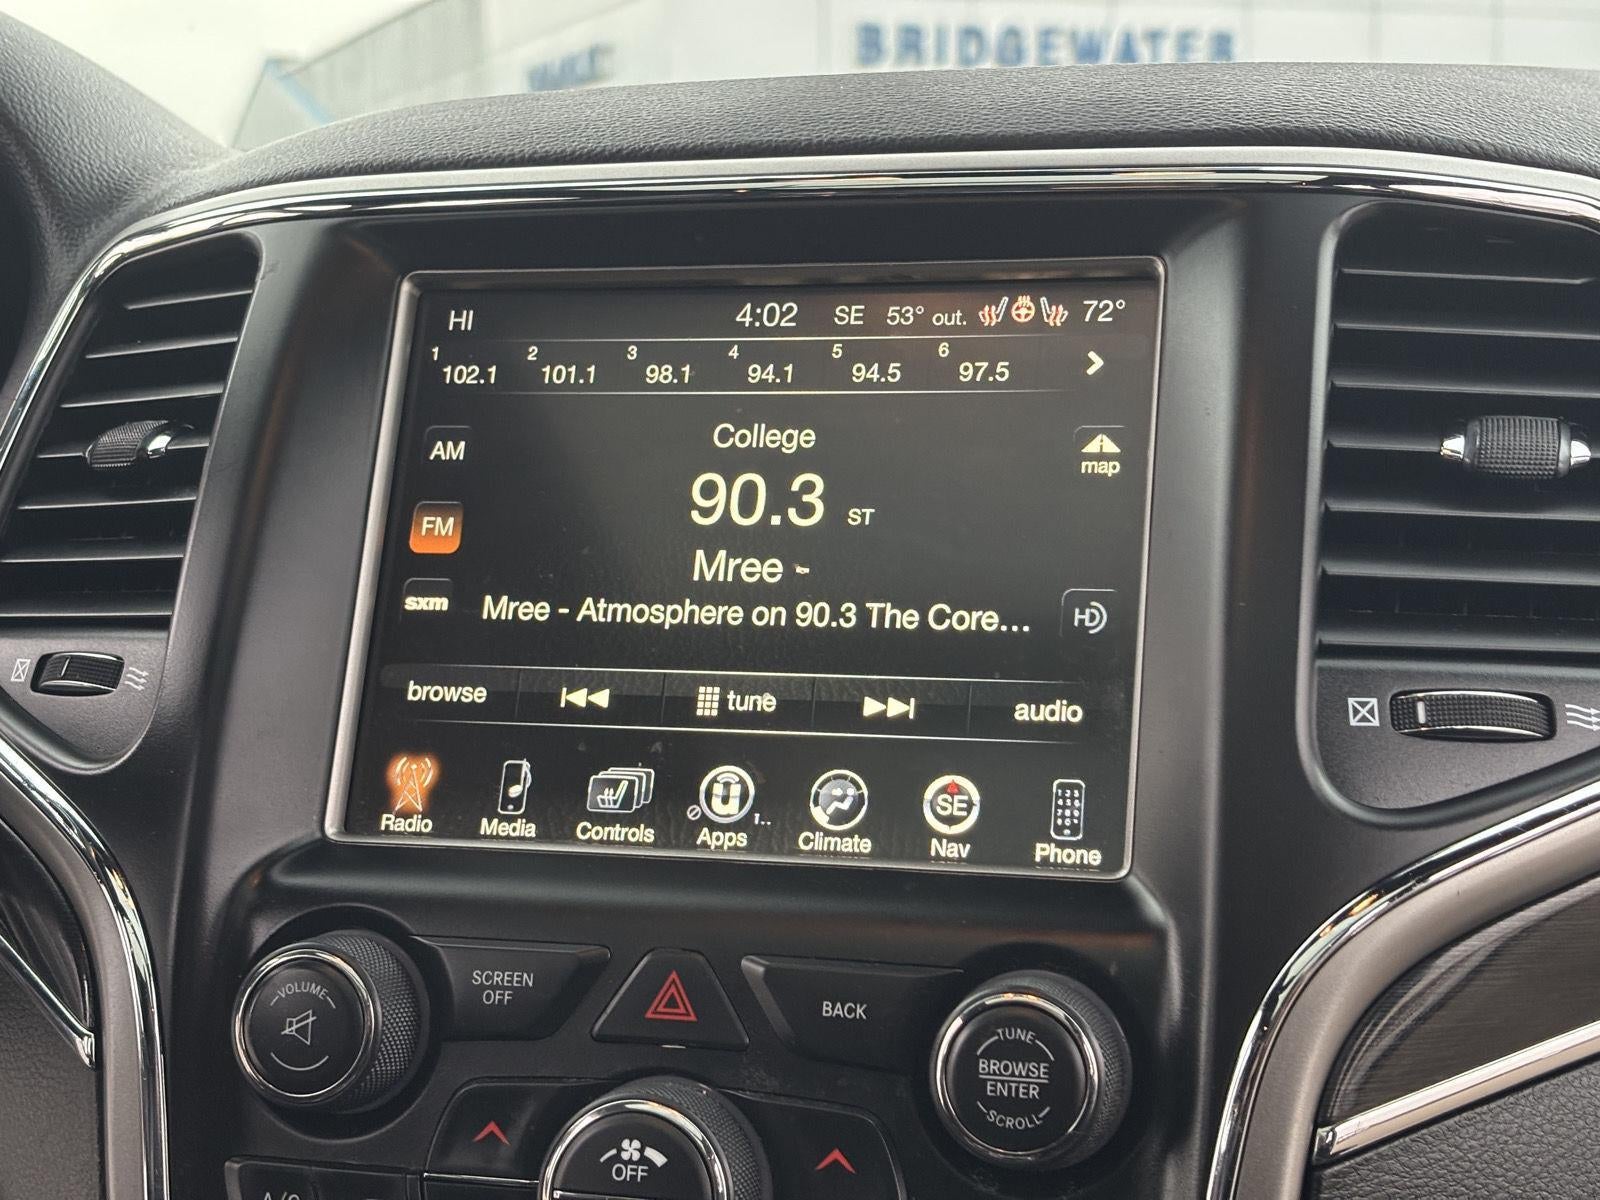 BRIDGEWATER
HI 4:02 SE 53° out. 72°
1 2 3 4 5 6
102.1 101.1 98.1 94.1 94.5 97.5
College
AM
map
90.3 ST
FM
Mree -
sxm
Mree - Atmosphere on 90.3 The Core...
HD
browse tune audio
Radio Media Controls Apps 1.. Climate SE Nav Phone
VOLUME
SCREEN
OFF
BACK
TUNE
BROWSE
ENTER
SCROLL
OFF
A/C